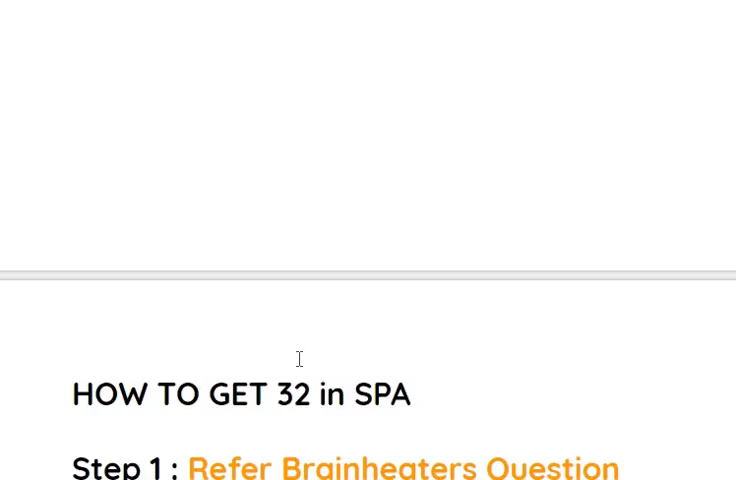 HOW TO GET 32 in SPA
Step 1 : Refer Brainheaters Question